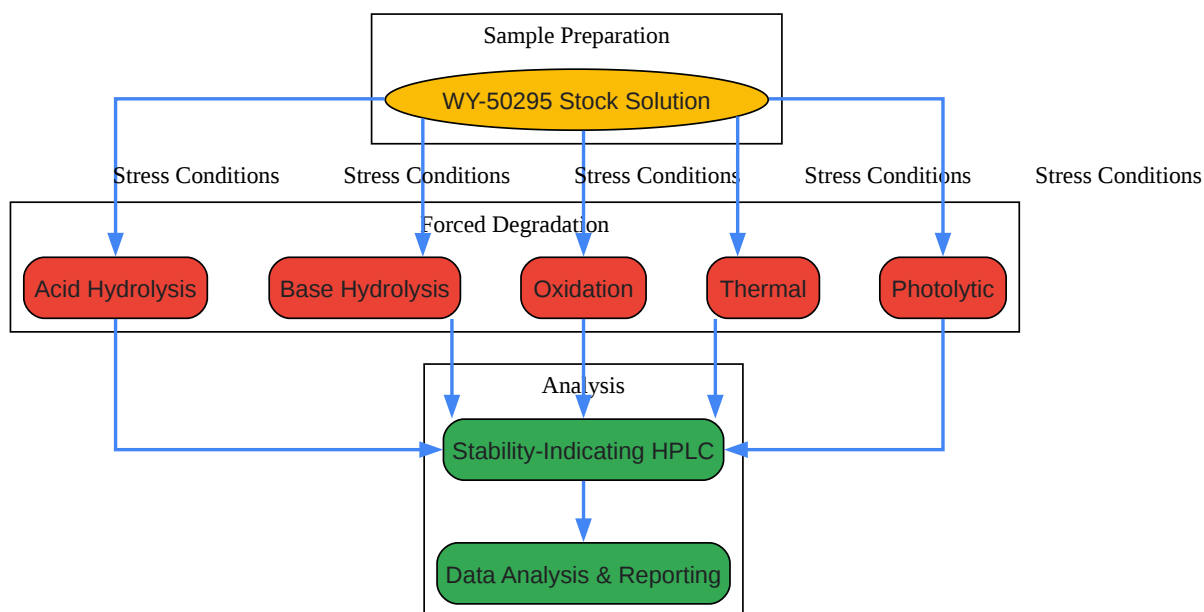 Sample Preparation
WY-50295 Stock Solution
Stress Conditions
Stress Conditions
Stress Conditions
Stress Conditions
Stress Conditions
Forced Degradation
Acid Hydrolysis
Base Hydrolysis
Oxidation
Thermal
Photolytic
Analysis
Stability-Indicating HPLC
Data Analysis & Reporting